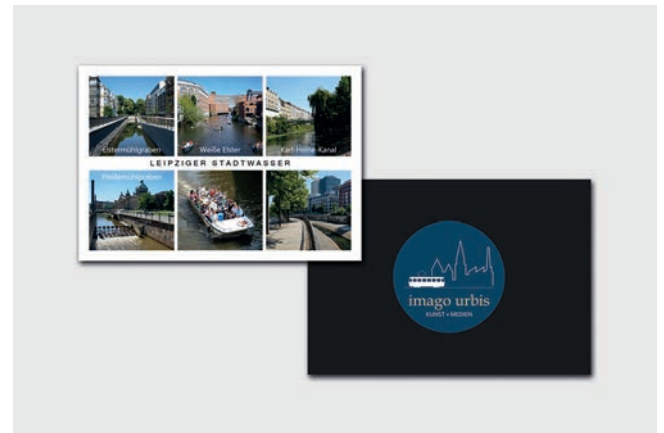 Elstermühlgraben
Weiße Elster
Karl-Heine-Kanal
LEIPZIGER STADTWASSER
Pleißemühlgraben
imago urbis
KUNST + MEDIEN